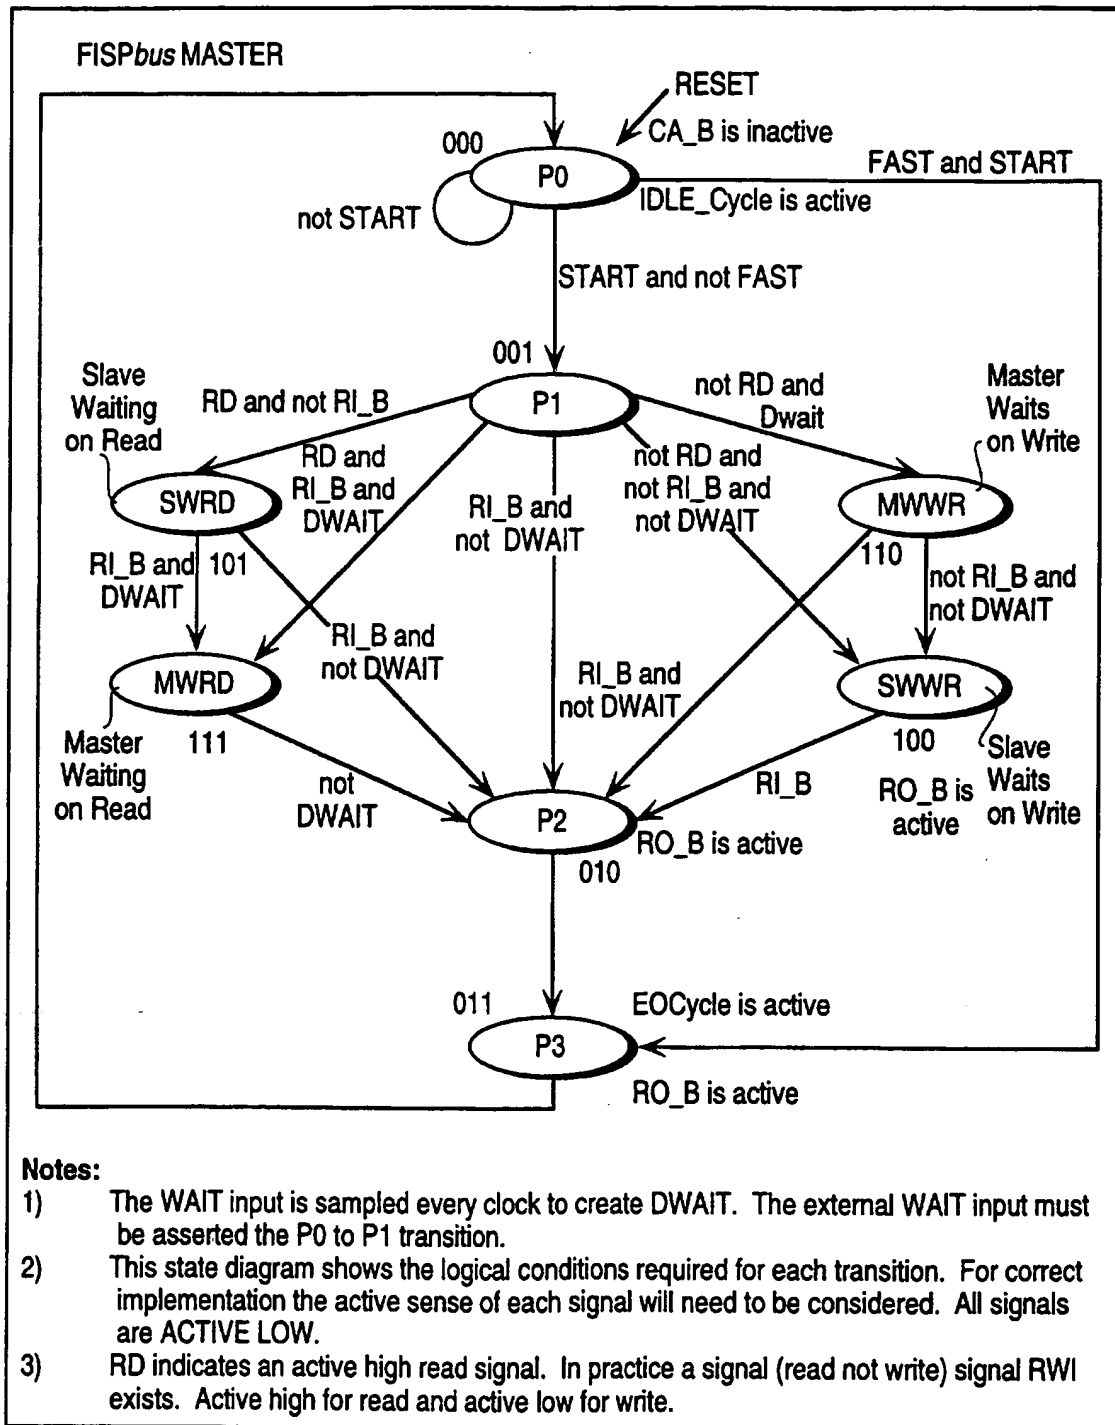 FISPbus MASTER
RESET
CA_B is inactive
000
P0
FAST and START
IDLE_Cycle is active
not START
START and not FAST
001
P1
Slave
Waiting
on Read
RD and not RI_B
not RD and
Dwait
Master
Waits
on Write
RD and
RI_B and
DWAIT
RI_B and
not DWAIT
not RD and
not RI_B and
not DWAIT
SWRD
MWWR
101
110
RI_B and
DWAIT
RI_B and
not DWAIT
not RI_B and
not DWAIT
MWRD
RI_B and
not DWAIT
SWWR
111
100
Master
Waiting
on Read
not
DWAIT
RI_B
RO_B is
active
Slave
Waits
on Write
P2
RO_B is active
010
011
EOCycle is active
P3
RO_B is active
Notes:
1) The WAIT input is sampled every clock to create DWAIT. The external WAIT input must
be asserted the P0 to P1 transition.
2) This state diagram shows the logical conditions required for each transition. For correct
implementation the active sense of each signal will need to be considered. All signals
are ACTIVE LOW.
3) RD indicates an active high read signal. In practice a signal (read not write) signal RWI
exists. Active high for read and active low for write.